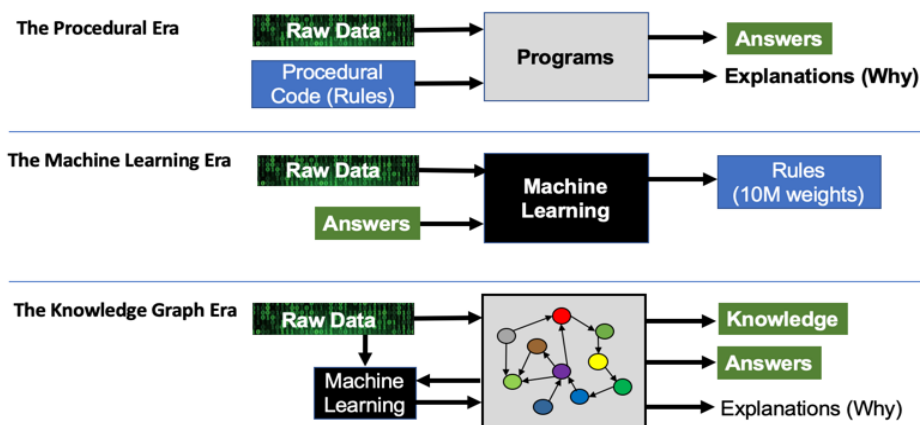 The Procedural Era
Raw Data
Procedural
Code (Rules)
Programs
Answers
Explanations (Why)
The Machine Learning Era
Raw Data
Answers
Machine
Learning
Rules
(10M weights)
The Knowledge Graph Era
Raw Data
Machine
Learning
Knowledge
Answers
Explanations (Why)